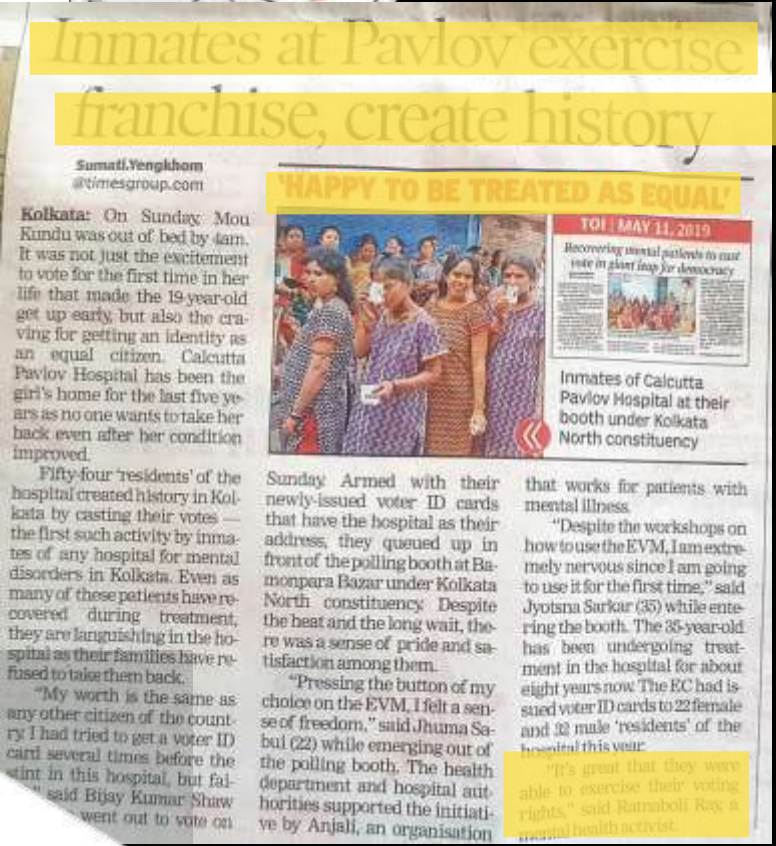 Inmates at Pavlov exercise
franchise, create history
Sumati.Yengkhom
@timesgroup.com
Kolkata: On Sunday, Mou
Kundu was out of bed by 4am.
It was not just the excitement
to vote for the first time in her
life that made the 19-year-old
get up early, but also the cra-
ving for getting an identity as
an equal citizen. Calcutta
Pavlov Hospital has been the
girl's home for the last five ye-
ars as no one wants to take her
back even after her condition
improved.
Fifty-four 'residents' of the
hospital created history in Kol-
kata by casting their votes —
the first such activity by inma-
tes of any hospital for mental
disorders in Kolkata. Even as
many of these patients have re-
covered during treatment,
they are languishing in the ho-
spital as their families have re-
fused to take them back.
"My worth is the same as
any other citizen of the count-
ry. I had tried to get a voter ID
card several times before the
stint in this hospital, but fai-
" said Bijay Kumar Shaw
went out to vote on
'HAPPY TO BE TREATED AS EQUAL'
TOI | MAY 11, 2019
Recovering mental patients to cast
vote in giant leap for democracy
Inmates of Calcutta
Pavlov Hospital at their
booth under Kolkata
North constituency
Sunday. Armed with their
newly-issued voter ID cards
that have the hospital as their
address, they queued up in
front of the polling booth at Ba-
monpara Bazar under Kolkata
North constituency. Despite
the heat and the long wait, the-
re was a sense of pride and sa-
tisfaction among them.
"Pressing the button of my
choice on the EVM, I felt a sen-
se of freedom," said Jhuma Sa-
bui (22) while emerging out of
the polling booth. The health
department and hospital aut-
horities supported the initiati-
ve by Anjali, an organisation
that works for patients with
mental illness.
"Despite the workshops on
how to use the EVM, I am extre-
mely nervous since I am going
to use it for the first time," said
Jyotsna Sarkar (35) while ente-
ring the booth. The 35-year-old
has been undergoing treat-
ment in the hospital for about
eight years now. The EC had is-
sued voter ID cards to 22 female
and 32 male 'residents' of the
hospital this year.
"It's great that they were
able to exercise their voting
rights," said Ratnaboli Ray, a
mental health activist.